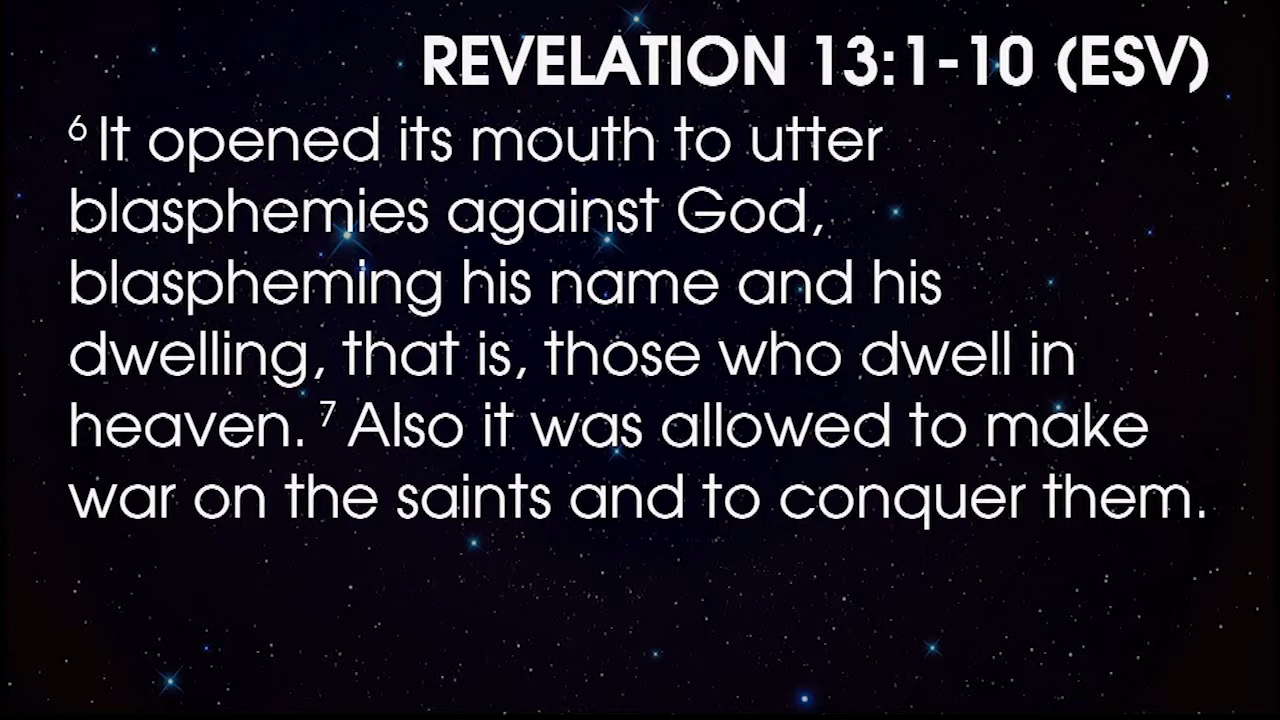 REVELATION 13:1-10 (ESV)
⁶ It opened its mouth to utter
blasphemies against God,
blaspheming his name and his
dwelling, that is, those who dwell in
heaven. ⁷ Also it was allowed to make
war on the saints and to conquer them.